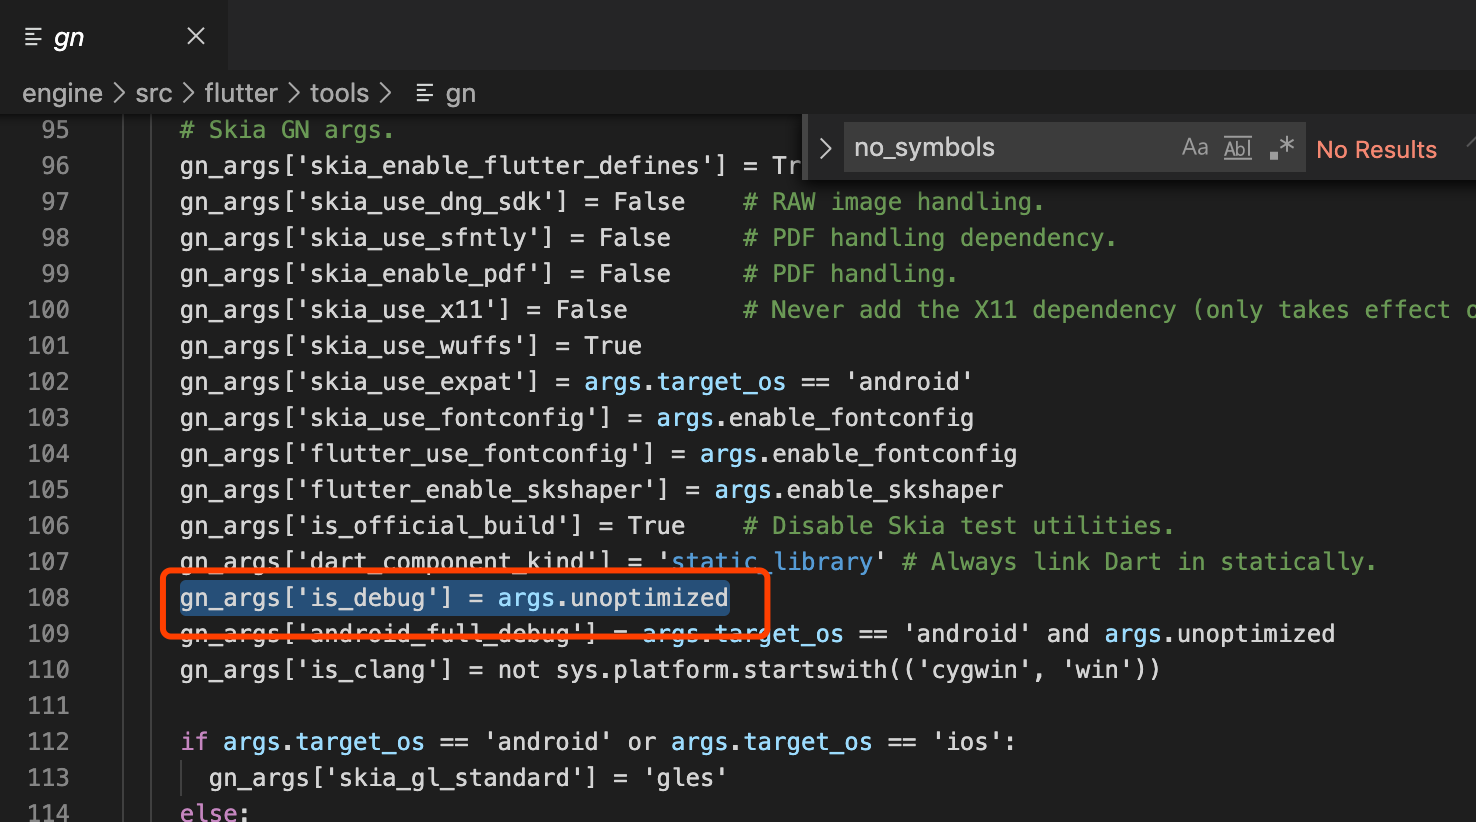 gn
engine > src > flutter > tools > gn
no_symbols Aa Abl .* No Results
95 # Skia GN args.
96 gn_args['skia_enable_flutter_defines'] = Tr
97 gn_args['skia_use_dng_sdk'] = False # RAW image handling.
98 gn_args['skia_use_sfntly'] = False # PDF handling dependency.
99 gn_args['skia_enable_pdf'] = False # PDF handling.
100 gn_args['skia_use_x11'] = False # Never add the X11 dependency (only takes effect o
101 gn_args['skia_use_wuffs'] = True
102 gn_args['skia_use_expat'] = args.target_os == 'android'
103 gn_args['skia_use_fontconfig'] = args.enable_fontconfig
104 gn_args['flutter_use_fontconfig'] = args.enable_fontconfig
105 gn_args['flutter_enable_skshaper'] = args.enable_skshaper
106 gn_args['is_official_build'] = True # Disable Skia test utilities.
107 gn_args['dart_component_kind'] = 'static_library' # Always link Dart in statically.
108 gn_args['is_debug'] = args.unoptimized
109 gn_args['android_full_debug'] = args.target_os == 'android' and args.unoptimized
110 gn_args['is_clang'] = not sys.platform.startswith(('cygwin', 'win'))
111
112 if args.target_os == 'android' or args.target_os == 'ios':
113 gn_args['skia_gl_standard'] = 'gles'
114 else: